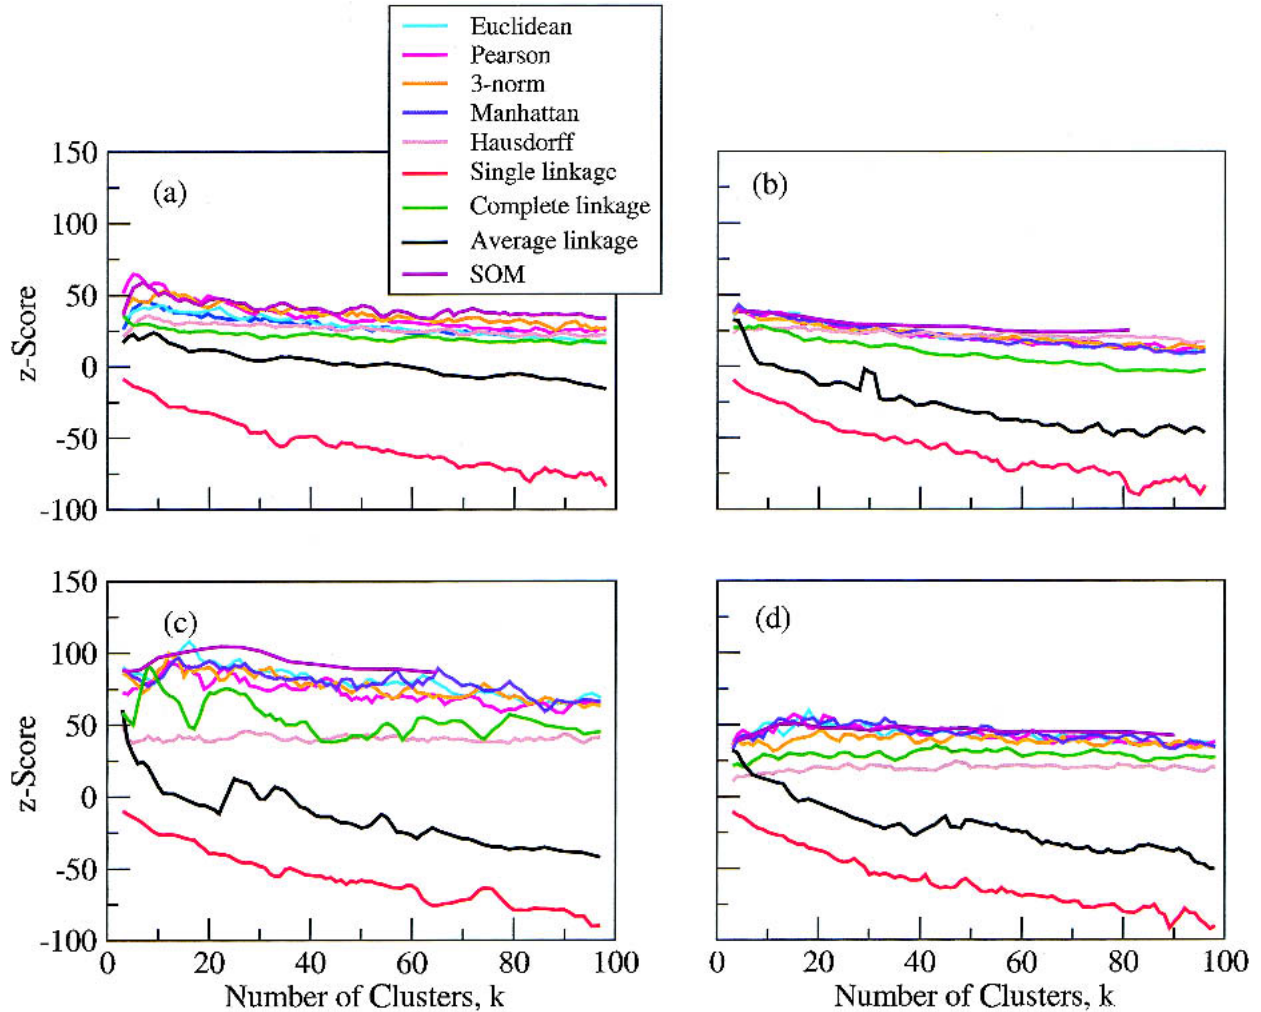 Euclidean
Pearson
3-norm
Manhattan
Hausdorff
Single linkage
Complete linkage
Average linkage
SOM
150
100
50
0
-50
-100
z-Score
(a)
(b)
150
100
50
0
-50
-100
z-Score
(c)
(d)
0 20 40 60 80 100
0 20 40 60 80 100
Number of Clusters, k
Number of Clusters, k